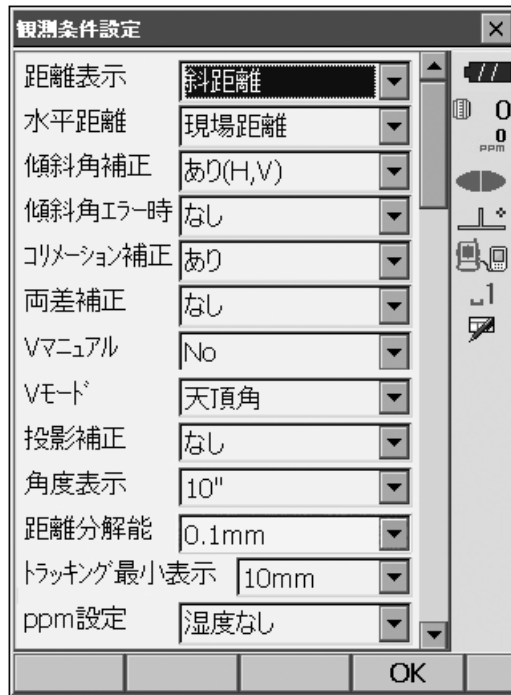 観測条件設定
距離表示 斜距離
水平距離 現場距離
傾斜角補正 あり(H,V)
傾斜角エラー時 なし
コリメーション補正 あり
両差補正 なし
Vマニュアル No
Vモード 天頂角
投影補正 なし
角度表示 10"
距離分解能 0.1mm
トラッキング最小表示 10mm
ppm設定 湿度なし
OK
0
0
PPM
1